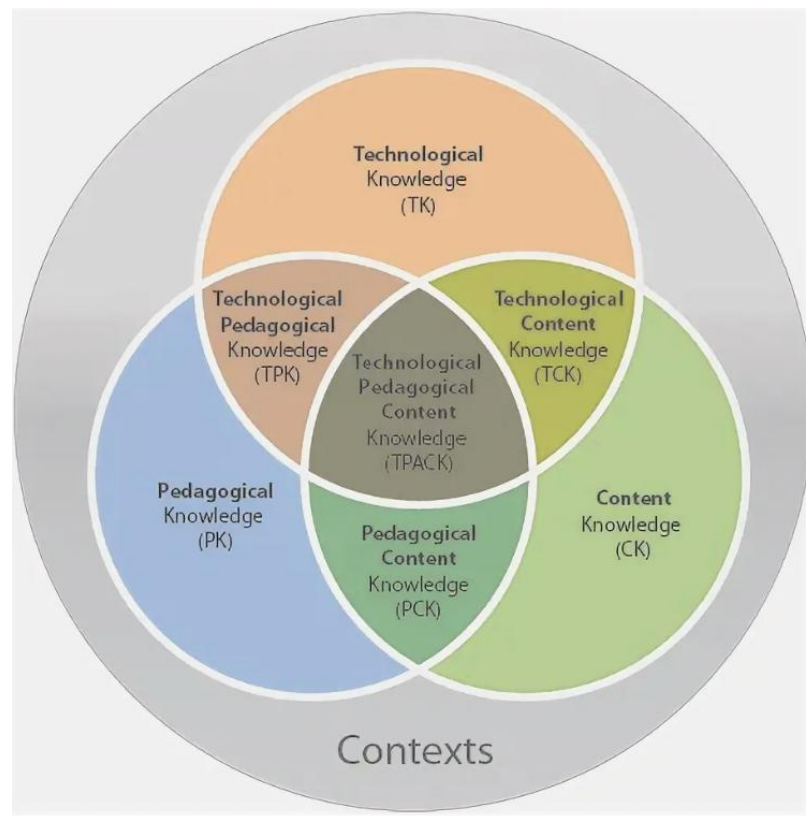 Technological
Knowledge
(TK)
Technological
Pedagogical
Knowledge
(TPK)
Technological
Content
Knowledge
(TCK)
Technological
Pedagogical
Content
Knowledge
(TPACK)
Pedagogical
Knowledge
(PK)
Content
Knowledge
(CK)
Pedagogical
Content
Knowledge
(PCK)
Contexts